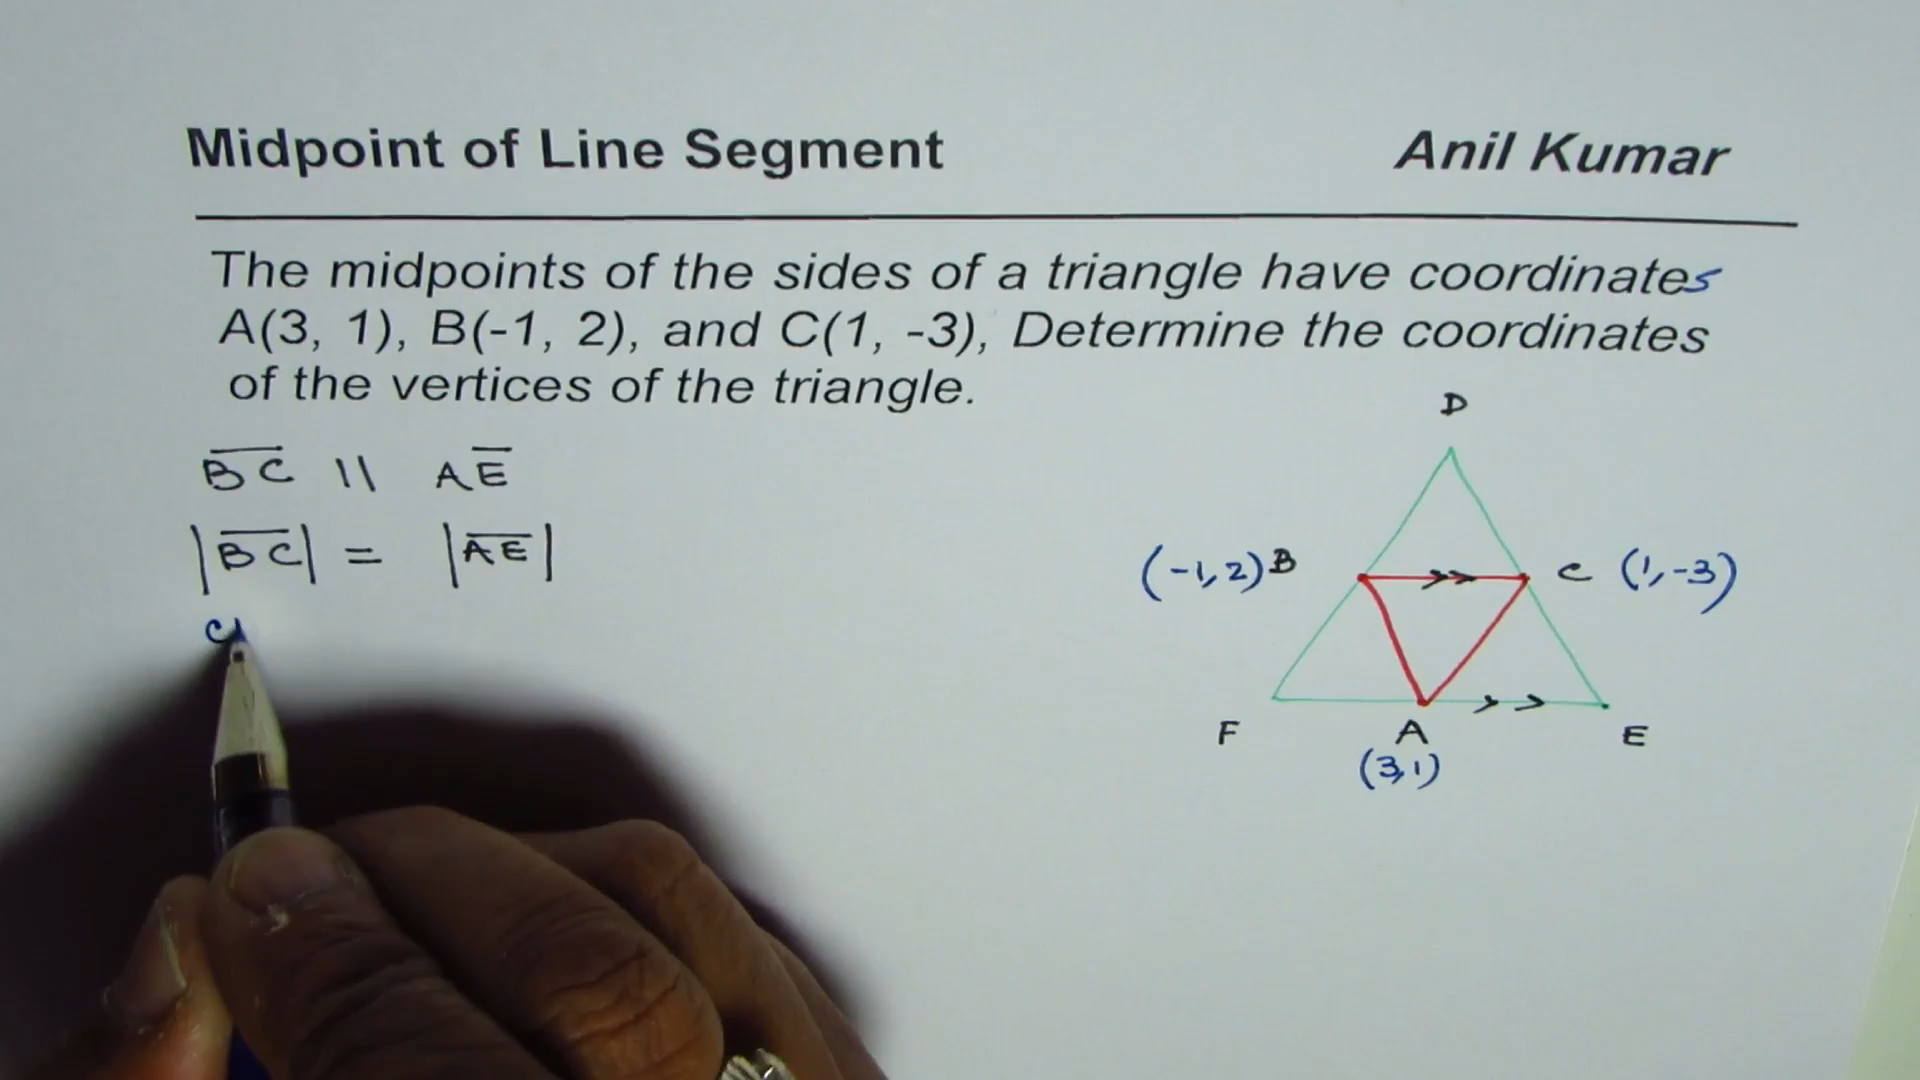 Midpoint of Line Segment Anil Kumar
The midpoints of the sides of a triangle have coordinates
A(3, 1), B(-1, 2), and C(1, -3), Determine the coordinates
of the vertices of the triangle.
D
BC || AE
|BC| = |AE|
(-1,2) B C (1,-3)
F A E
(3,1)